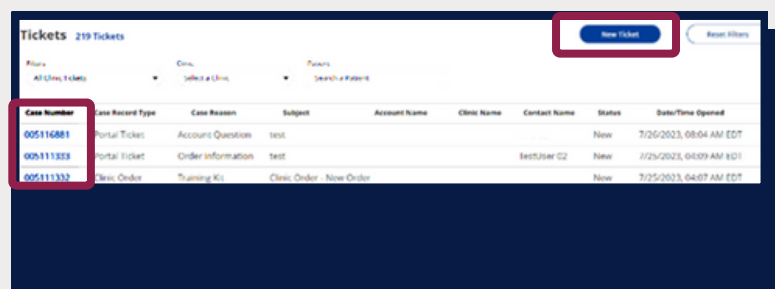 Tickets 219 Tickets
New Ticket
Reset Filters
Filters
Clinic
Patient
All Clinic Tickets
Select a Clinic
Search a Patient
Case Number Case Record Type Case Reason Subject Account Name Clinic Name Contact Name Status Date/Time Opened
005116881 Portal Ticket Account Question test New 7/26/2023, 08:04 AM EDT
005111333 Portal Ticket Order Information test TestUser 02 New 7/25/2023, 04:09 AM EDT
005111332 Clinic Order Training Kit Clinic Order - New Order New 7/25/2023, 04:07 AM EDT